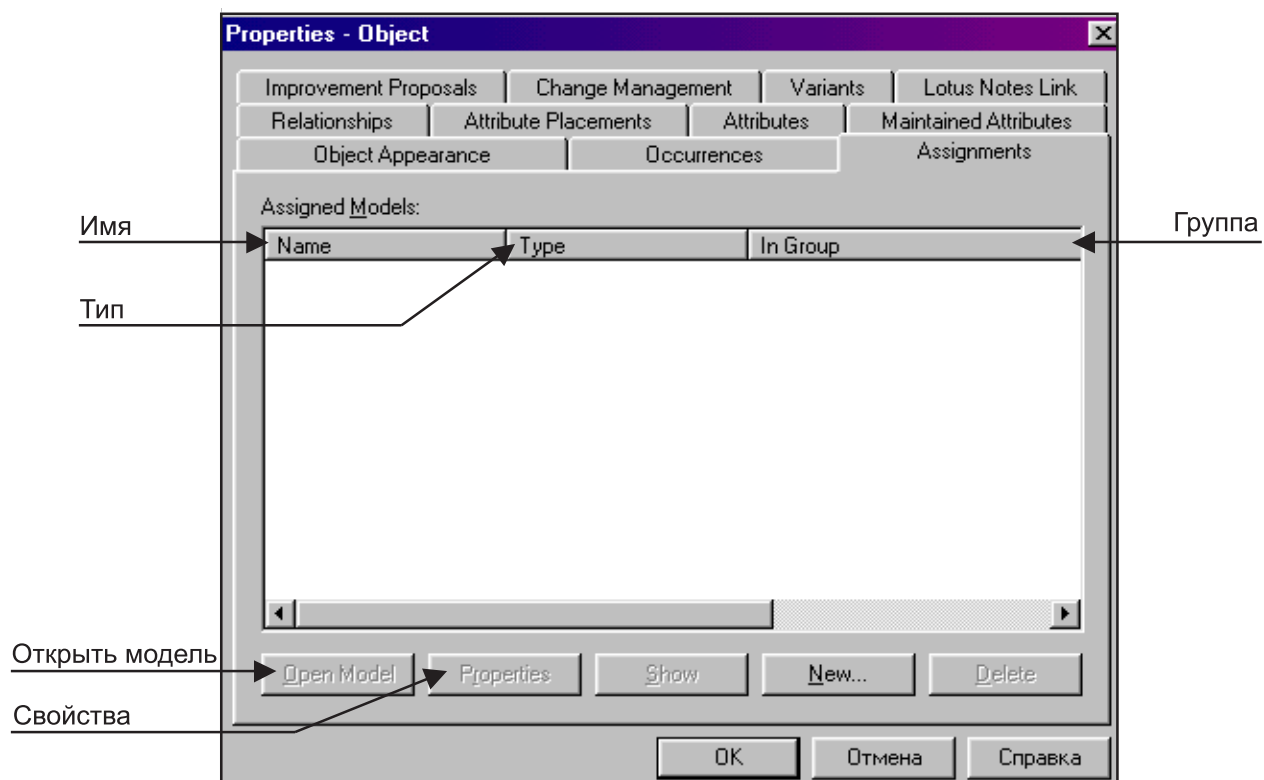 Properties - Object
Improvement Proposals Change Management Variants Lotus Notes Link
Relationships Attribute Placements Attributes Maintained Attributes
Object Appearance Occurrences Assignments
Assigned Models:
Имя
Группа
Name Type In Group
Тип
Открыть модель
Open Model Properties Show New... Delete
Свойства
OK Отмена Справка